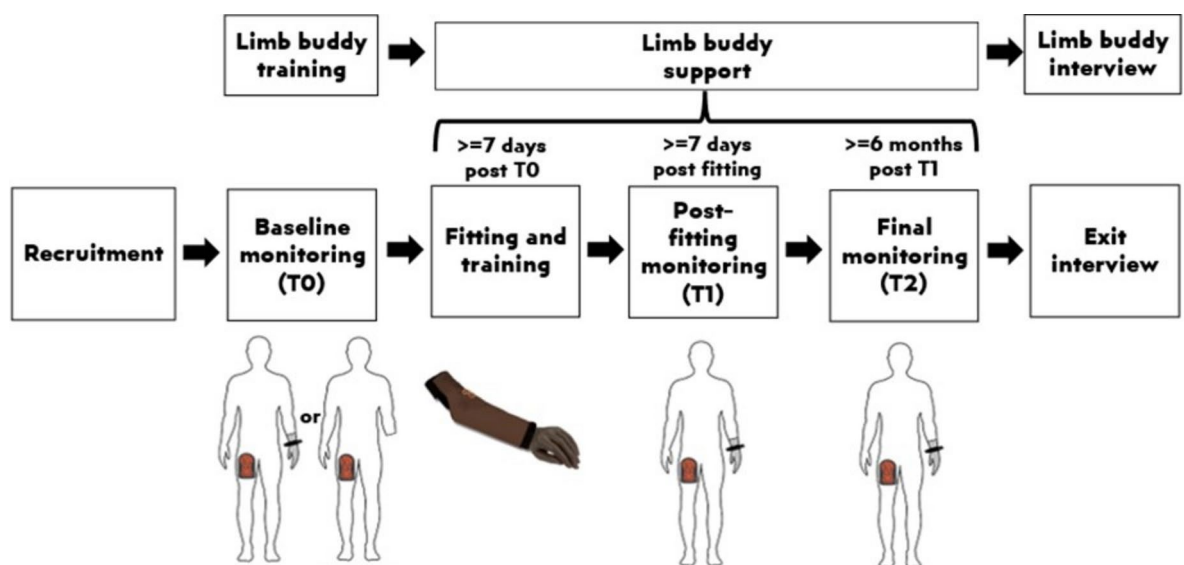 Limb buddy
training
Limb buddy
support
Limb buddy
interview
>=7 days
post T0
>=7 days
post fitting
>=6 months
post T1
Recruitment
Baseline
monitoring
(T0)
Fitting and
training
Post-
fitting
monitoring
(T1)
Final
monitoring
(T2)
Exit
interview
or